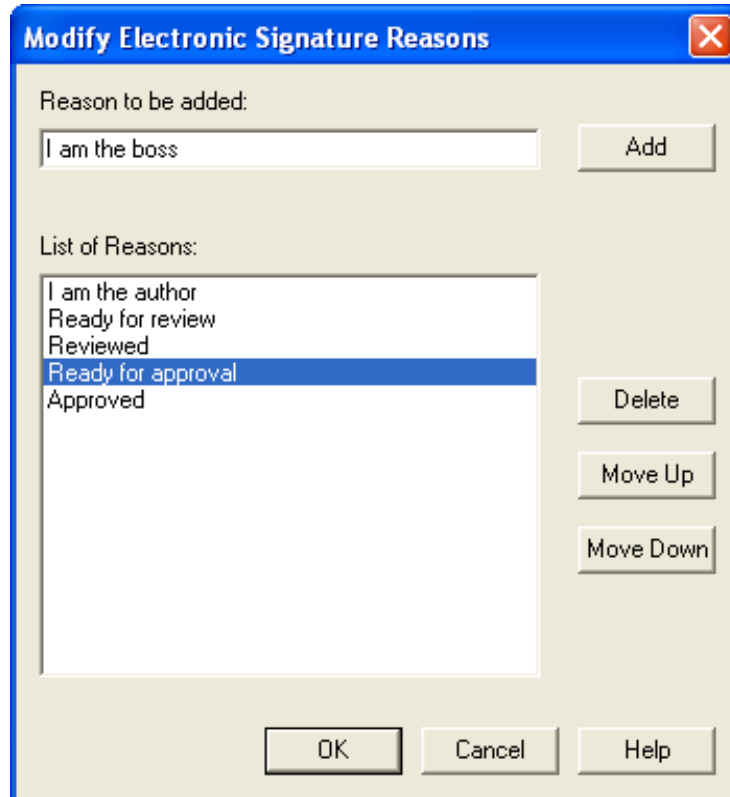 Modify Electronic Signature Reasons
Reason to be added:
I am the boss
Add
List of Reasons:
I am the author
Ready for review
Reviewed
Ready for approval
Approved
Delete
Move Up
Move Down
OK
Cancel
Help